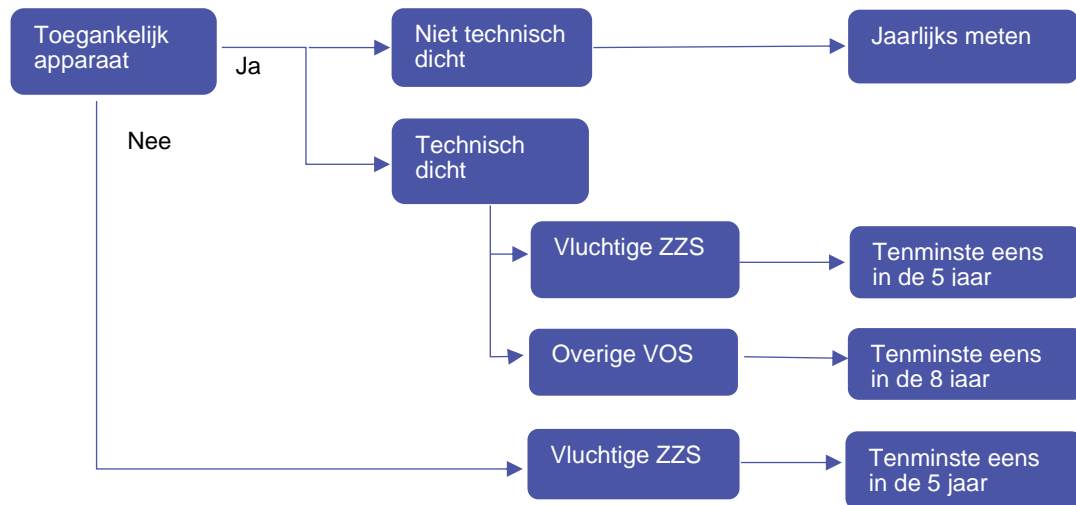 Toegankelijk
apparaat
Ja
Nee
Niet technisch
dicht
Jaarlijks meten
Technisch
dicht
Vluchtige ZZS
Tenminste eens
in de 5 jaar
Overige VOS
Tenminste eens
in de 8 jaar
Vluchtige ZZS
Tenminste eens
in de 5 jaar